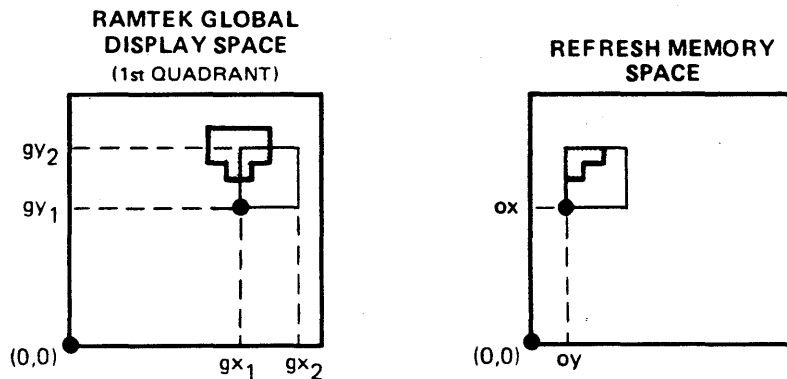 RAMTEK GLOBAL
DISPLAY SPACE
(1st QUADRANT)
gy2
gy1
(0,0)
gx1
gx2
REFRESH MEMORY
SPACE
ox
(0,0)
oy